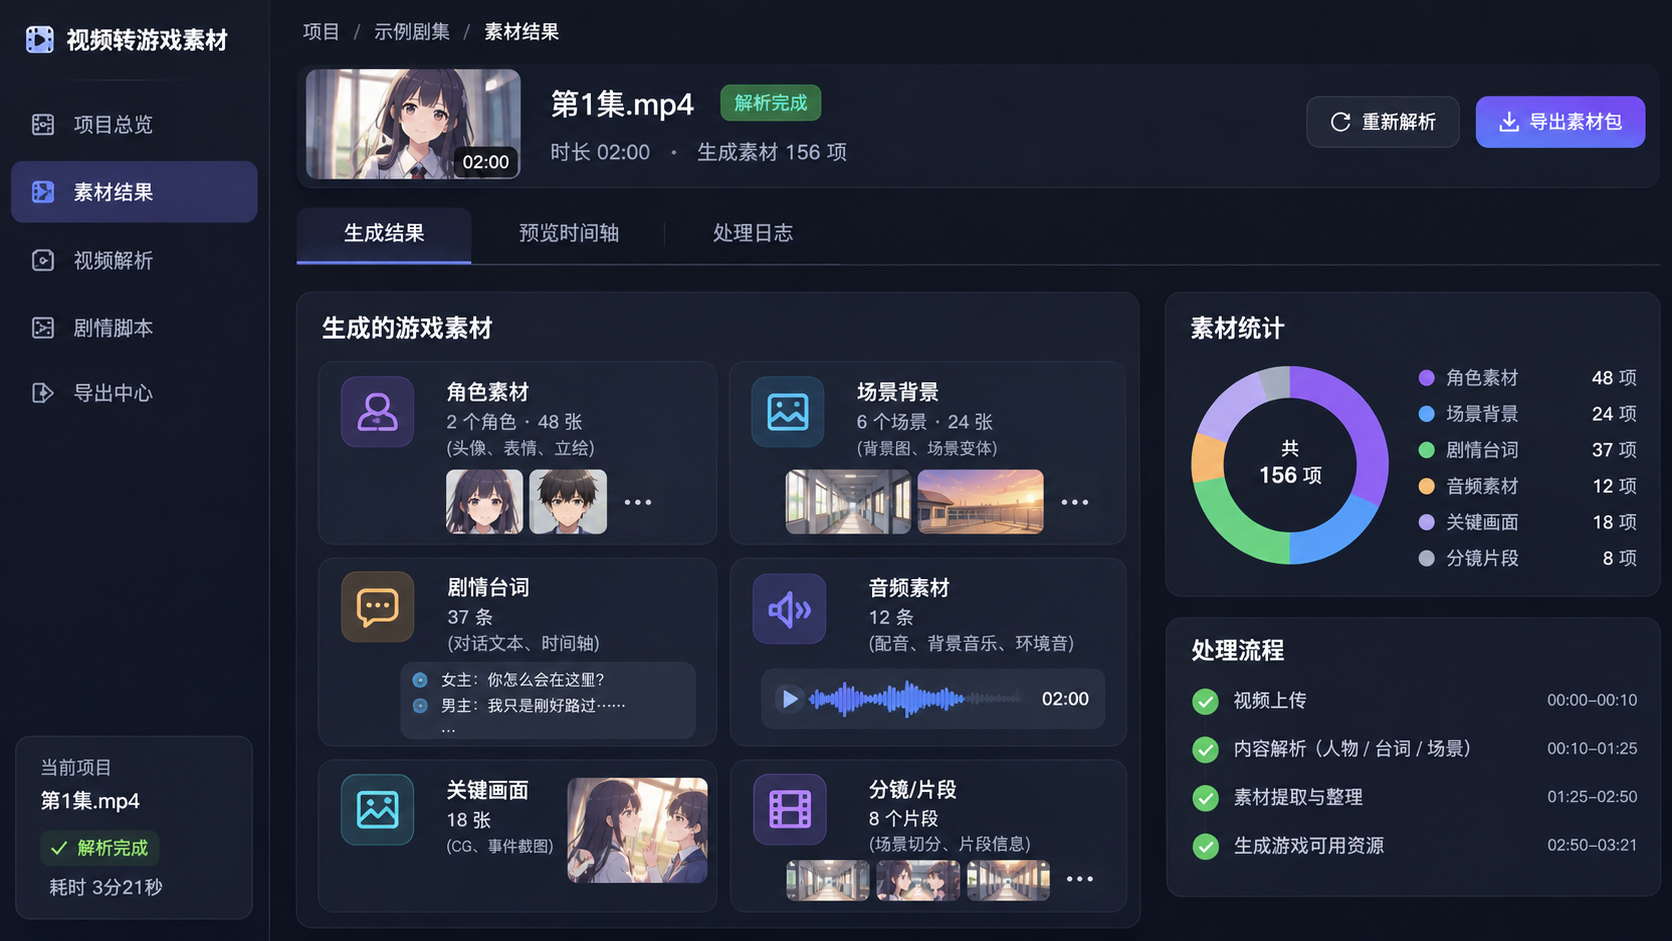 视频转游戏素材
项目总览
素材结果
视频解析
剧情脚本
导出中心
当前项目
第1集.mp4
解析完成
耗时 3分21秒
项目 / 示例剧集 / 素材结果
02:00
第1集.mp4 解析完成
时长 02:00 • 生成素材 156 项
重新解析
导出素材包
生成结果
预览时间轴
处理日志
生成的游戏素材
角色素材
2 个角色 · 48 张
(头像、表情、立绘)
...
场景背景
6 个场景 · 24 张
(背景图、场景变体)
...
剧情台词
37 条
(对话文本、时间轴)
女主：你怎么会在这里?
男主：我只是刚好路过······
...
音频素材
12 条
(配音、背景音乐、环境音)
02:00
关键画面
18 张
(CG、事件截图)
分镜/片段
8 个片段
(场景切分、片段信息)
...
素材统计
共
156 项
角色素材 48 项
场景背景 24 项
剧情台词 37 项
音频素材 12 项
关键画面 18 项
分镜片段 8 项
处理流程
视频上传 00:00–00:10
内容解析（人物 / 台词 / 场景） 00:10–01:25
素材提取与整理 01:25–02:50
生成游戏可用资源 02:50–03:21